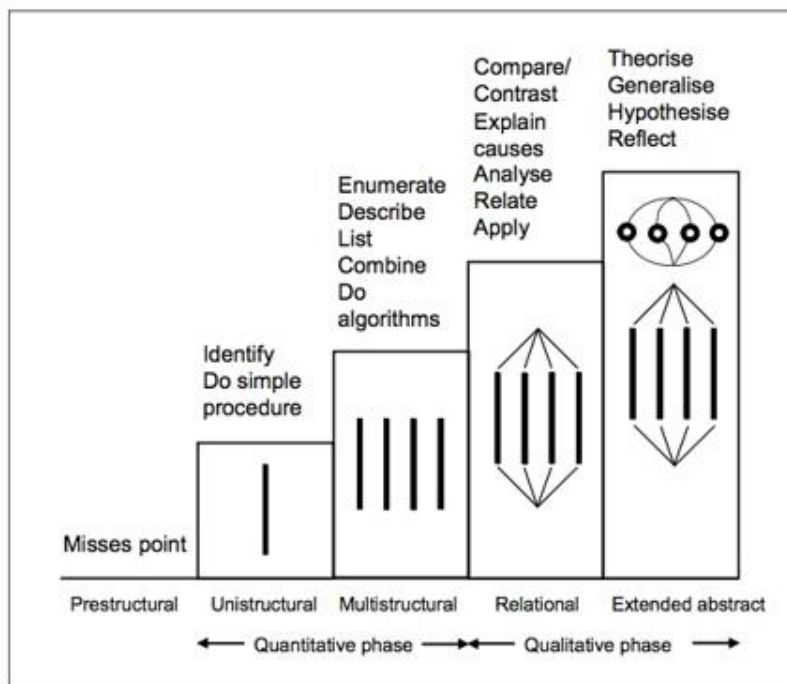 Misses point
Identify
Do simple
procedure
Enumerate
Describe
List
Combine
Do
algorithms
Compare/
Contrast
Explain
causes
Analyse
Relate
Apply
Theorise
Generalise
Hypothesise
Reflect
Prestructural Unistructural Multistructural Relational Extended abstract
Quantitative phase Qualitative phase